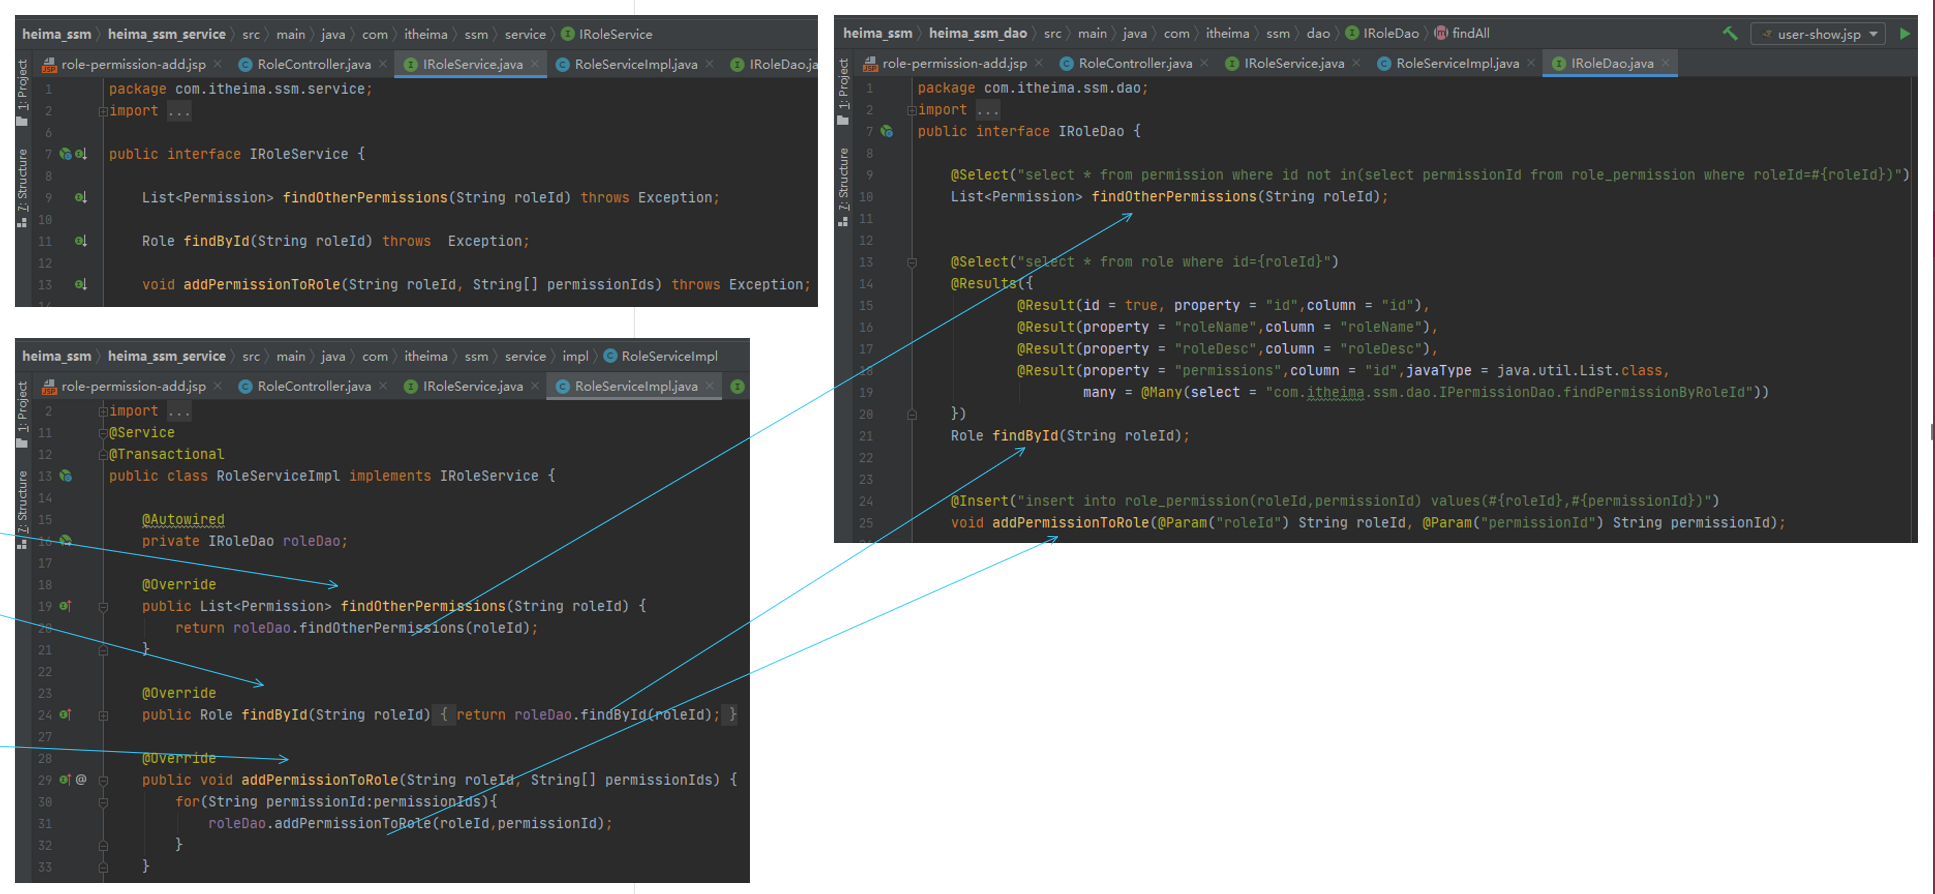 heima_ssm 〉 heima_ssm_service 〉 src 〉 main 〉 java 〉 com 〉 itheima 〉 ssm 〉 service 〉 IRoleService
role-permission-add.jsp × RoleController.java × IRoleService.java × RoleServiceImpl.java × IRoleDao.ja
1: Project
7: Structure
1 package com.itheima.ssm.service;
2 import ...
6
7 public interface IRoleService {
8
9 List<Permission> findOtherPermissions(String roleId) throws Exception;
10
11 Role findById(String roleId) throws  Exception;
12
13 void addPermissionToRole(String roleId, String[] permissionIds) throws Exception;
14
heima_ssm 〉 heima_ssm_service 〉 src 〉 main 〉 java 〉 com 〉 itheima 〉 ssm 〉 service 〉 impl 〉 RoleServiceImpl
role-permission-add.jsp × RoleController.java × IRoleService.java × RoleServiceImpl.java ×
1: Project
7: Structure
2 import ...
11 @Service
12 @Transactional
13 public class RoleServiceImpl implements IRoleService {
14
15 @Autowired
16 private IRoleDao roleDao;
17
18 @Override
19 public List<Permission> findOtherPermissions(String roleId) {
20 return roleDao.findOtherPermissions(roleId);
21 }
22
23 @Override
24 public Role findById(String roleId) { return roleDao.findById(roleId); }
27
28 @Override
29 @ public void addPermissionToRole(String roleId, String[] permissionIds) {
30 for(String permissionId:permissionIds){
31 roleDao.addPermissionToRole(roleId,permissionId);
32 }
33 }
heima_ssm 〉 heima_ssm_dao 〉 src 〉 main 〉 java 〉 com 〉 itheima 〉 ssm 〉 dao 〉 IRoleDao 〉 findAll user-show.jsp
role-permission-add.jsp × RoleController.java × IRoleService.java × RoleServiceImpl.java × IRoleDao.java ×
1: Project
7: Structure
1 package com.itheima.ssm.dao;
2 import ...
7 public interface IRoleDao {
8
9 @Select("select * from permission where id not in(select permissionId from role_permission where roleId=#{roleId})")
10 List<Permission> findOtherPermissions(String roleId);
11
12
13 @Select("select * from role where id={roleId}")
14 @Results({
15 @Result(id = true, property = "id",column = "id"),
16 @Result(property = "roleName",column = "roleName"),
17 @Result(property = "roleDesc",column = "roleDesc"),
18 @Result(property = "permissions",column = "id",javaType = java.util.List.class,
19 many = @Many(select = "com.itheima.ssm.dao.IPermissionDao.findPermissionByRoleId"))
20 })
21 Role findById(String roleId);
22
23
24 @Insert("insert into role_permission(roleId,permissionId) values(#{roleId},#{permissionId})")
25 void addPermissionToRole(@Param("roleId") String roleId, @Param("permissionId") String permissionId);